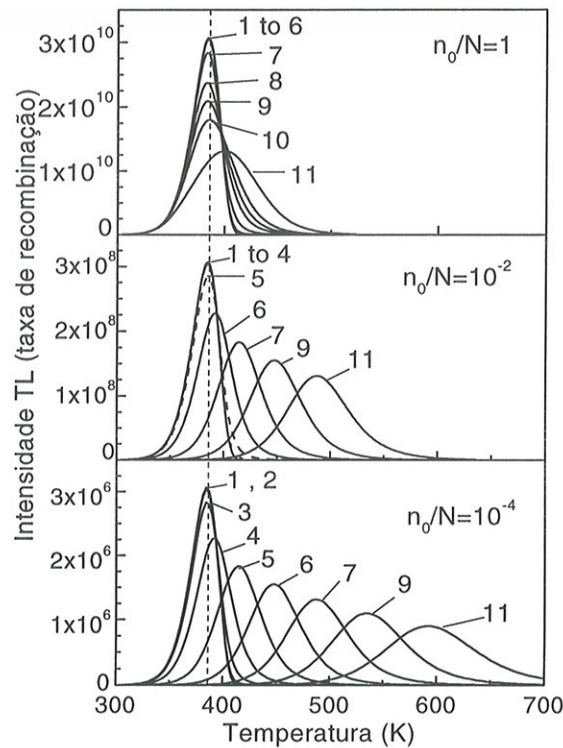 Intensidade TL (taxa de recombinação)
3x10¹⁰
2x10¹⁰
1x10¹⁰
0
1 to 6
7
8
9
10
11
n₀/N=1
3x10⁸
2x10⁸
1x10⁸
0
1 to 4
5
6
7
9
11
n₀/N=10⁻²
3x10⁶
2x10⁶
1x10⁶
0
1 , 2
3
4
5
6
7
9
11
n₀/N=10⁻⁴
300 400 500 600 700
Temperatura (K)